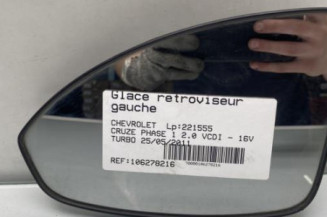 Glace retroviseur
gauche
CHEVROLET Lp:221555
CRUZE PHASE 1 2.0 VCDI - 16V
TURBO 25/05/2011
REF:106278216